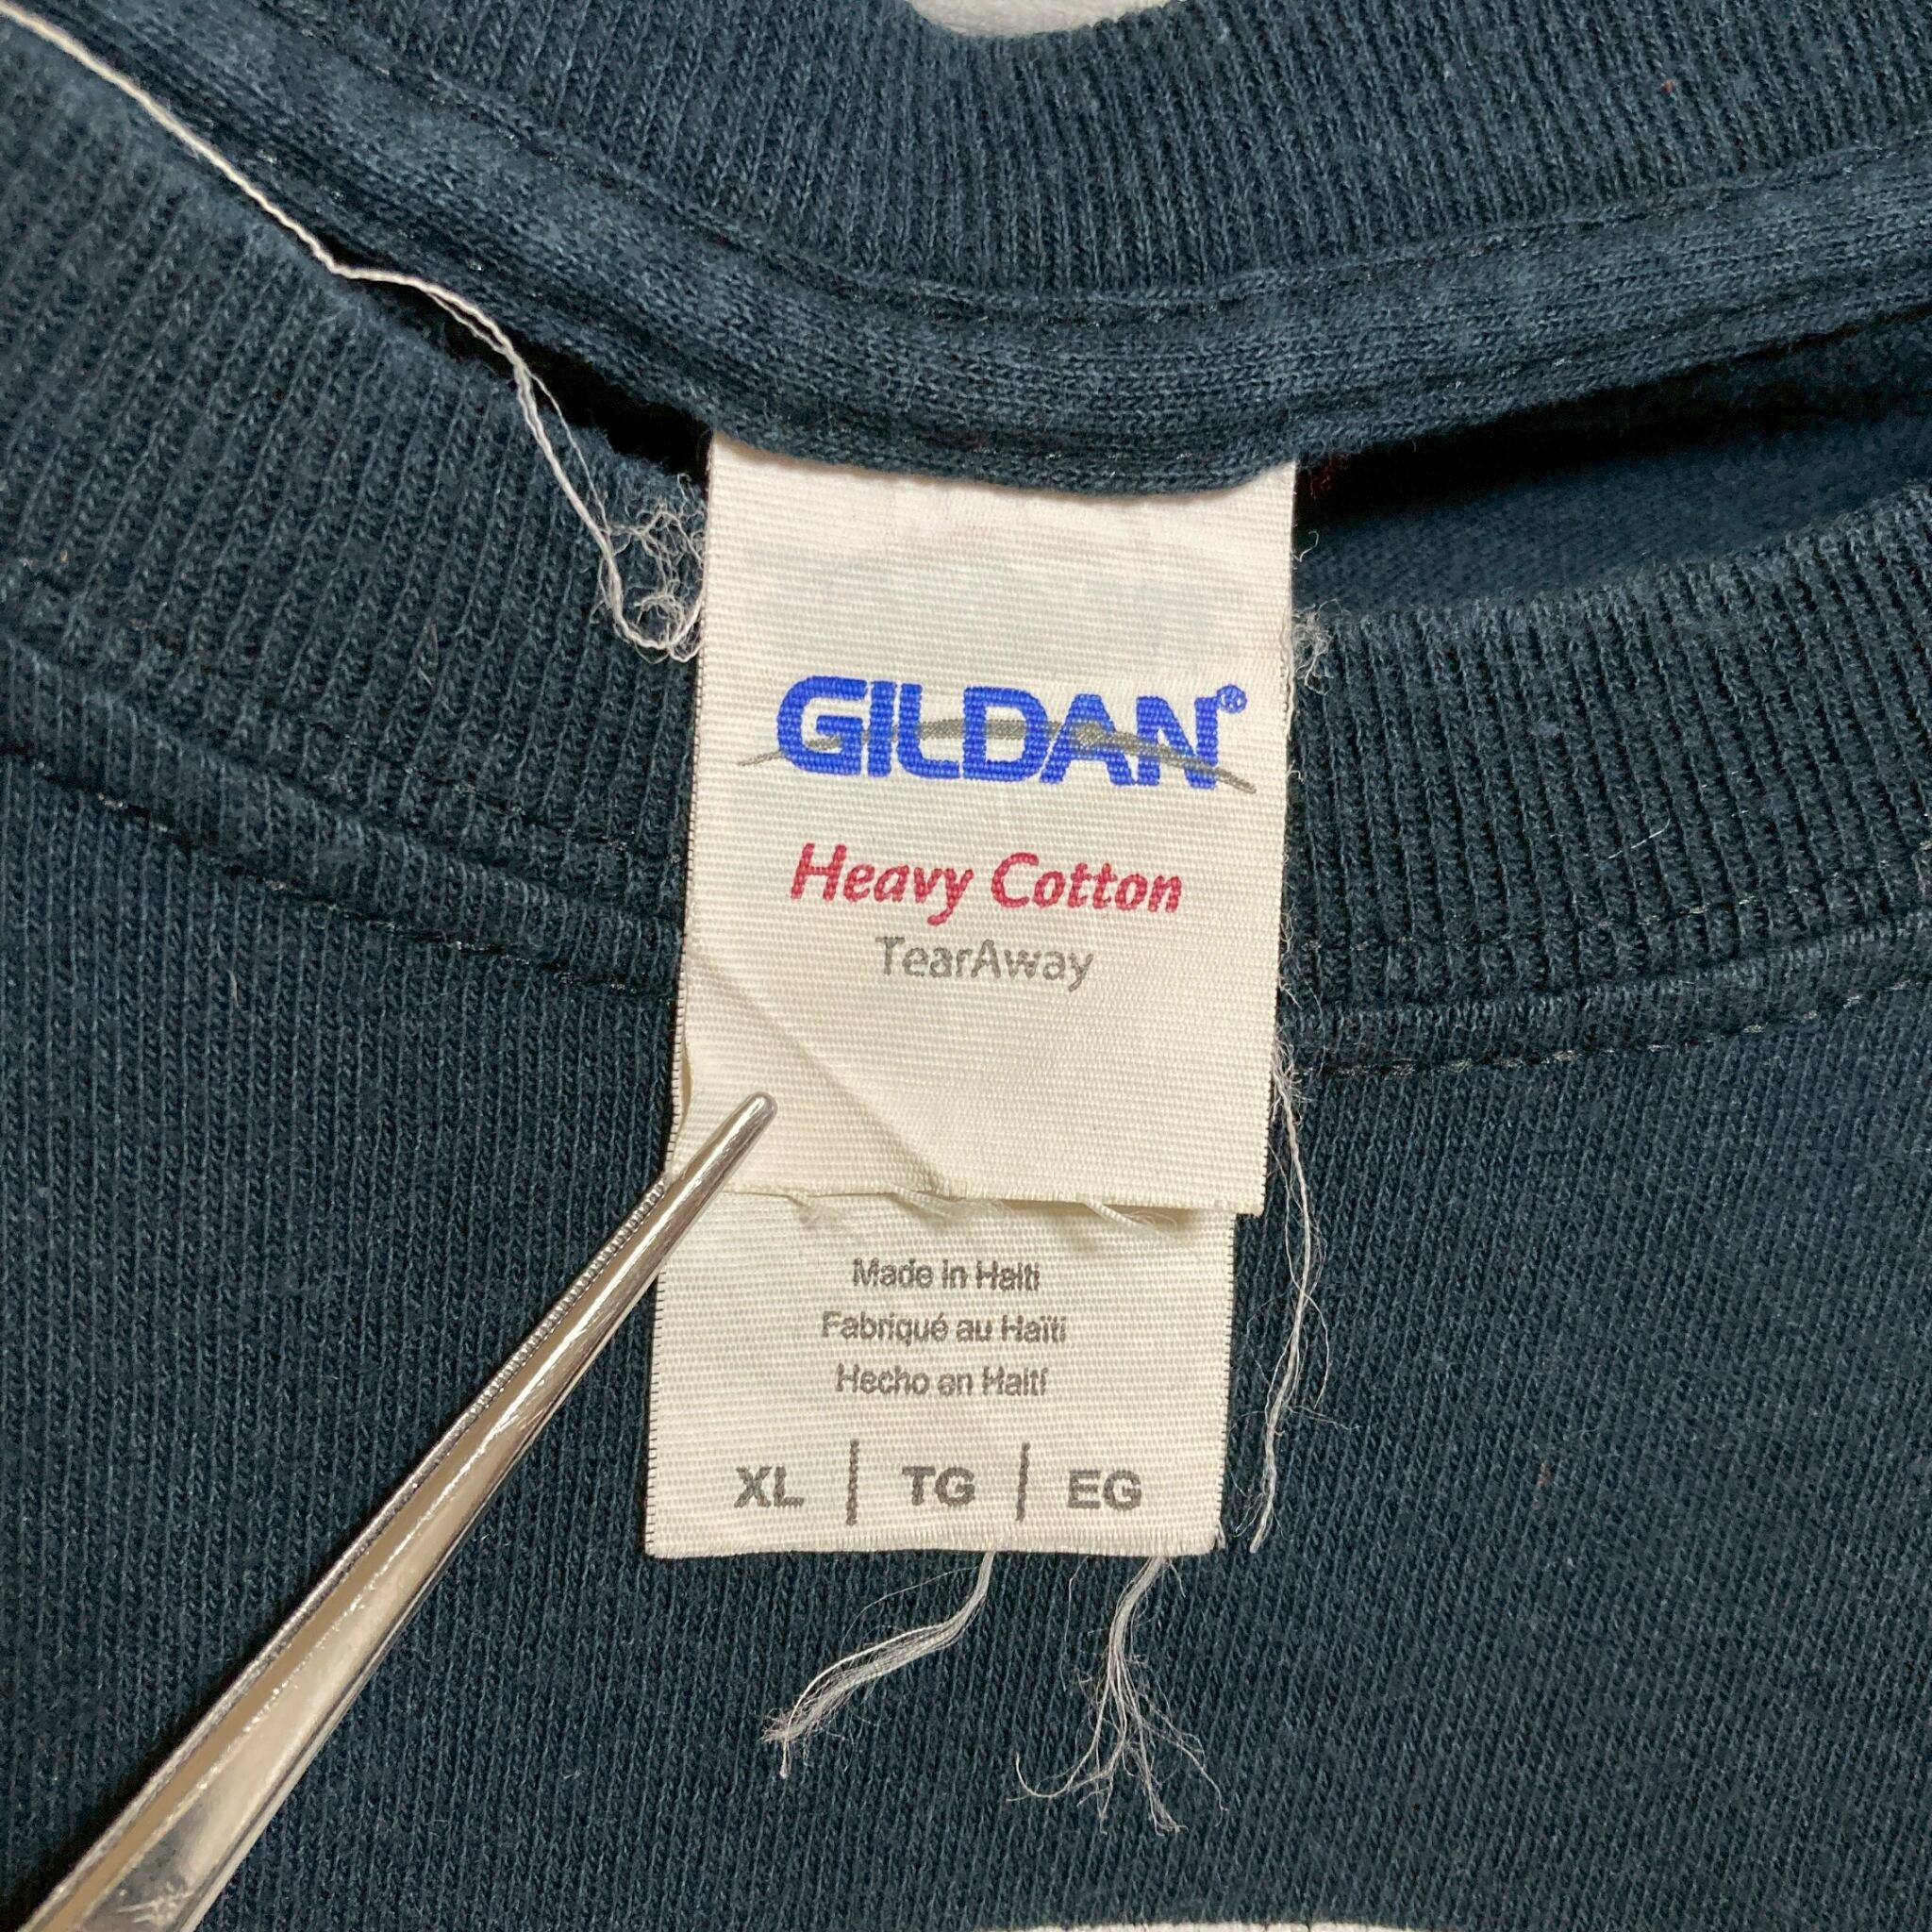 GILDAN®
Heavy Cotton
TearAway
Made in Haiti
Fabriqué au Haïti
Hecho en Haití
XL | TG | EG